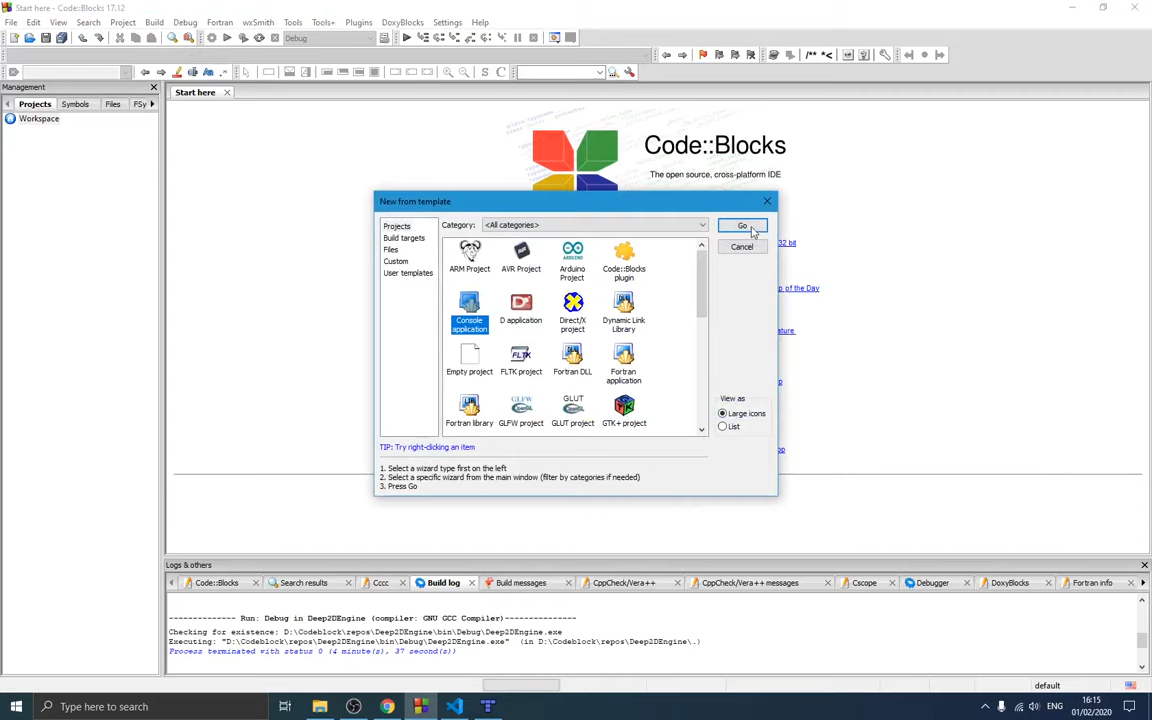 Start here - Code::Blocks 17.12
File Edit View Search Project Build Debug Fortran wxSmith Tools Tools+ Plugins DoxyBlocks Settings Help
Debug
/** *<
S C
Management
Projects Symbols Files FSy
Workspace
Start here
Code::Blocks
The open source, cross-platform IDE
32 bit
p of the Day
ature
New from template
Projects
Build targets
Files
Custom
User templates
Category: <All categories>
Go
Cancel
ARM Project
AVR Project
Arduino
Project
Code::Blocks
plugin
Console
application
D application
Direct/X
project
Dynamic Link
Library
Empty project
FLTK project
Fortran DLL
Fortran
application
Fortran library
GLFW project
GLUT project
GTK+ project
View as
Large icons
List
TIP: Try right-clicking an item
1. Select a wizard type first on the left
2. Select a specific wizard from the main window (filter by categories if needed)
3. Press Go
Logs & others
Code::Blocks Search results Cccc Build log Build messages CppCheck/Vera++ CppCheck/Vera++ messages Cscope Debugger DoxyBlocks Fortran info
-------------- Run: Debug in Deep2DEngine (compiler: GNU GCC Compiler)---------------
Checking for existence: D:\Codeblock\repos\Deep2DEngine\bin\Debug\Deep2DEngine.exe
Executing: "D:\Codeblock\repos\Deep2DEngine\bin\Debug\Deep2DEngine.exe" (in D:\Codeblock\repos\Deep2DEngine\.)
Process terminated with status 0 (4 minute(s), 37 second(s))
default
Type here to search
ENG
16:15
01/02/2020